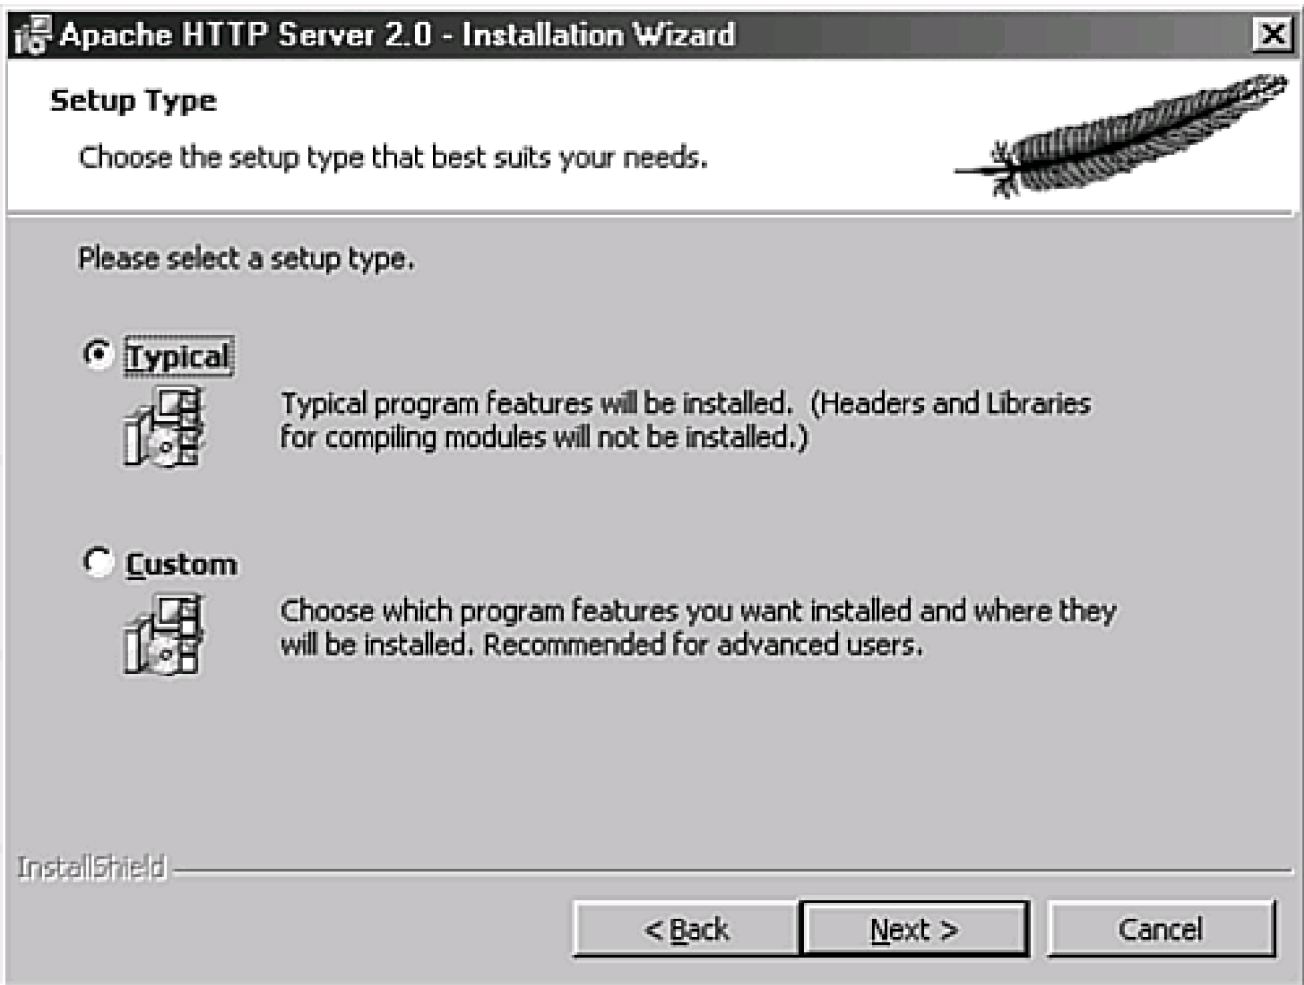 Apache HTTP Server 2.0 - Installation Wizard
Setup Type
Choose the setup type that best suits your needs.
Please select a setup type.
Typical
Typical program features will be installed. (Headers and Libraries
for compiling modules will not be installed.)
Custom
Choose which program features you want installed and where they
will be installed. Recommended for advanced users.
InstallShield
< Back
Next >
Cancel